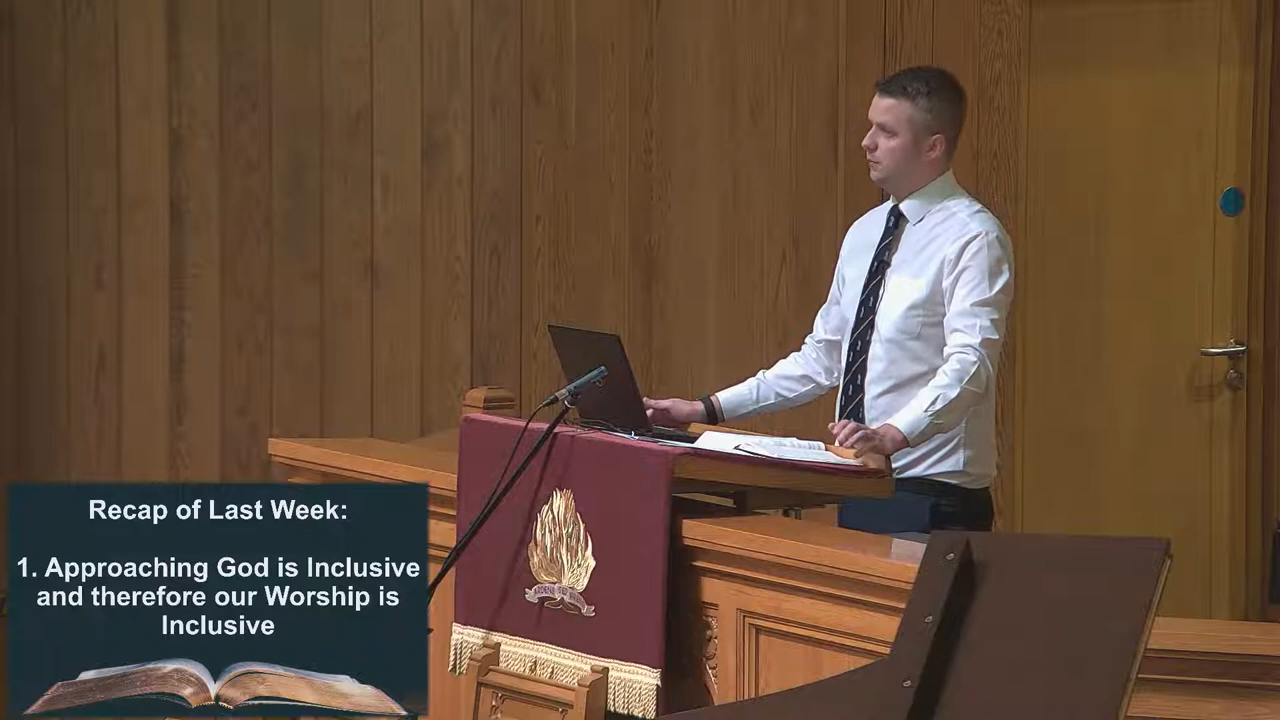 Recap of Last Week:
1. Approaching God is Inclusive
and therefore our Worship is
Inclusive